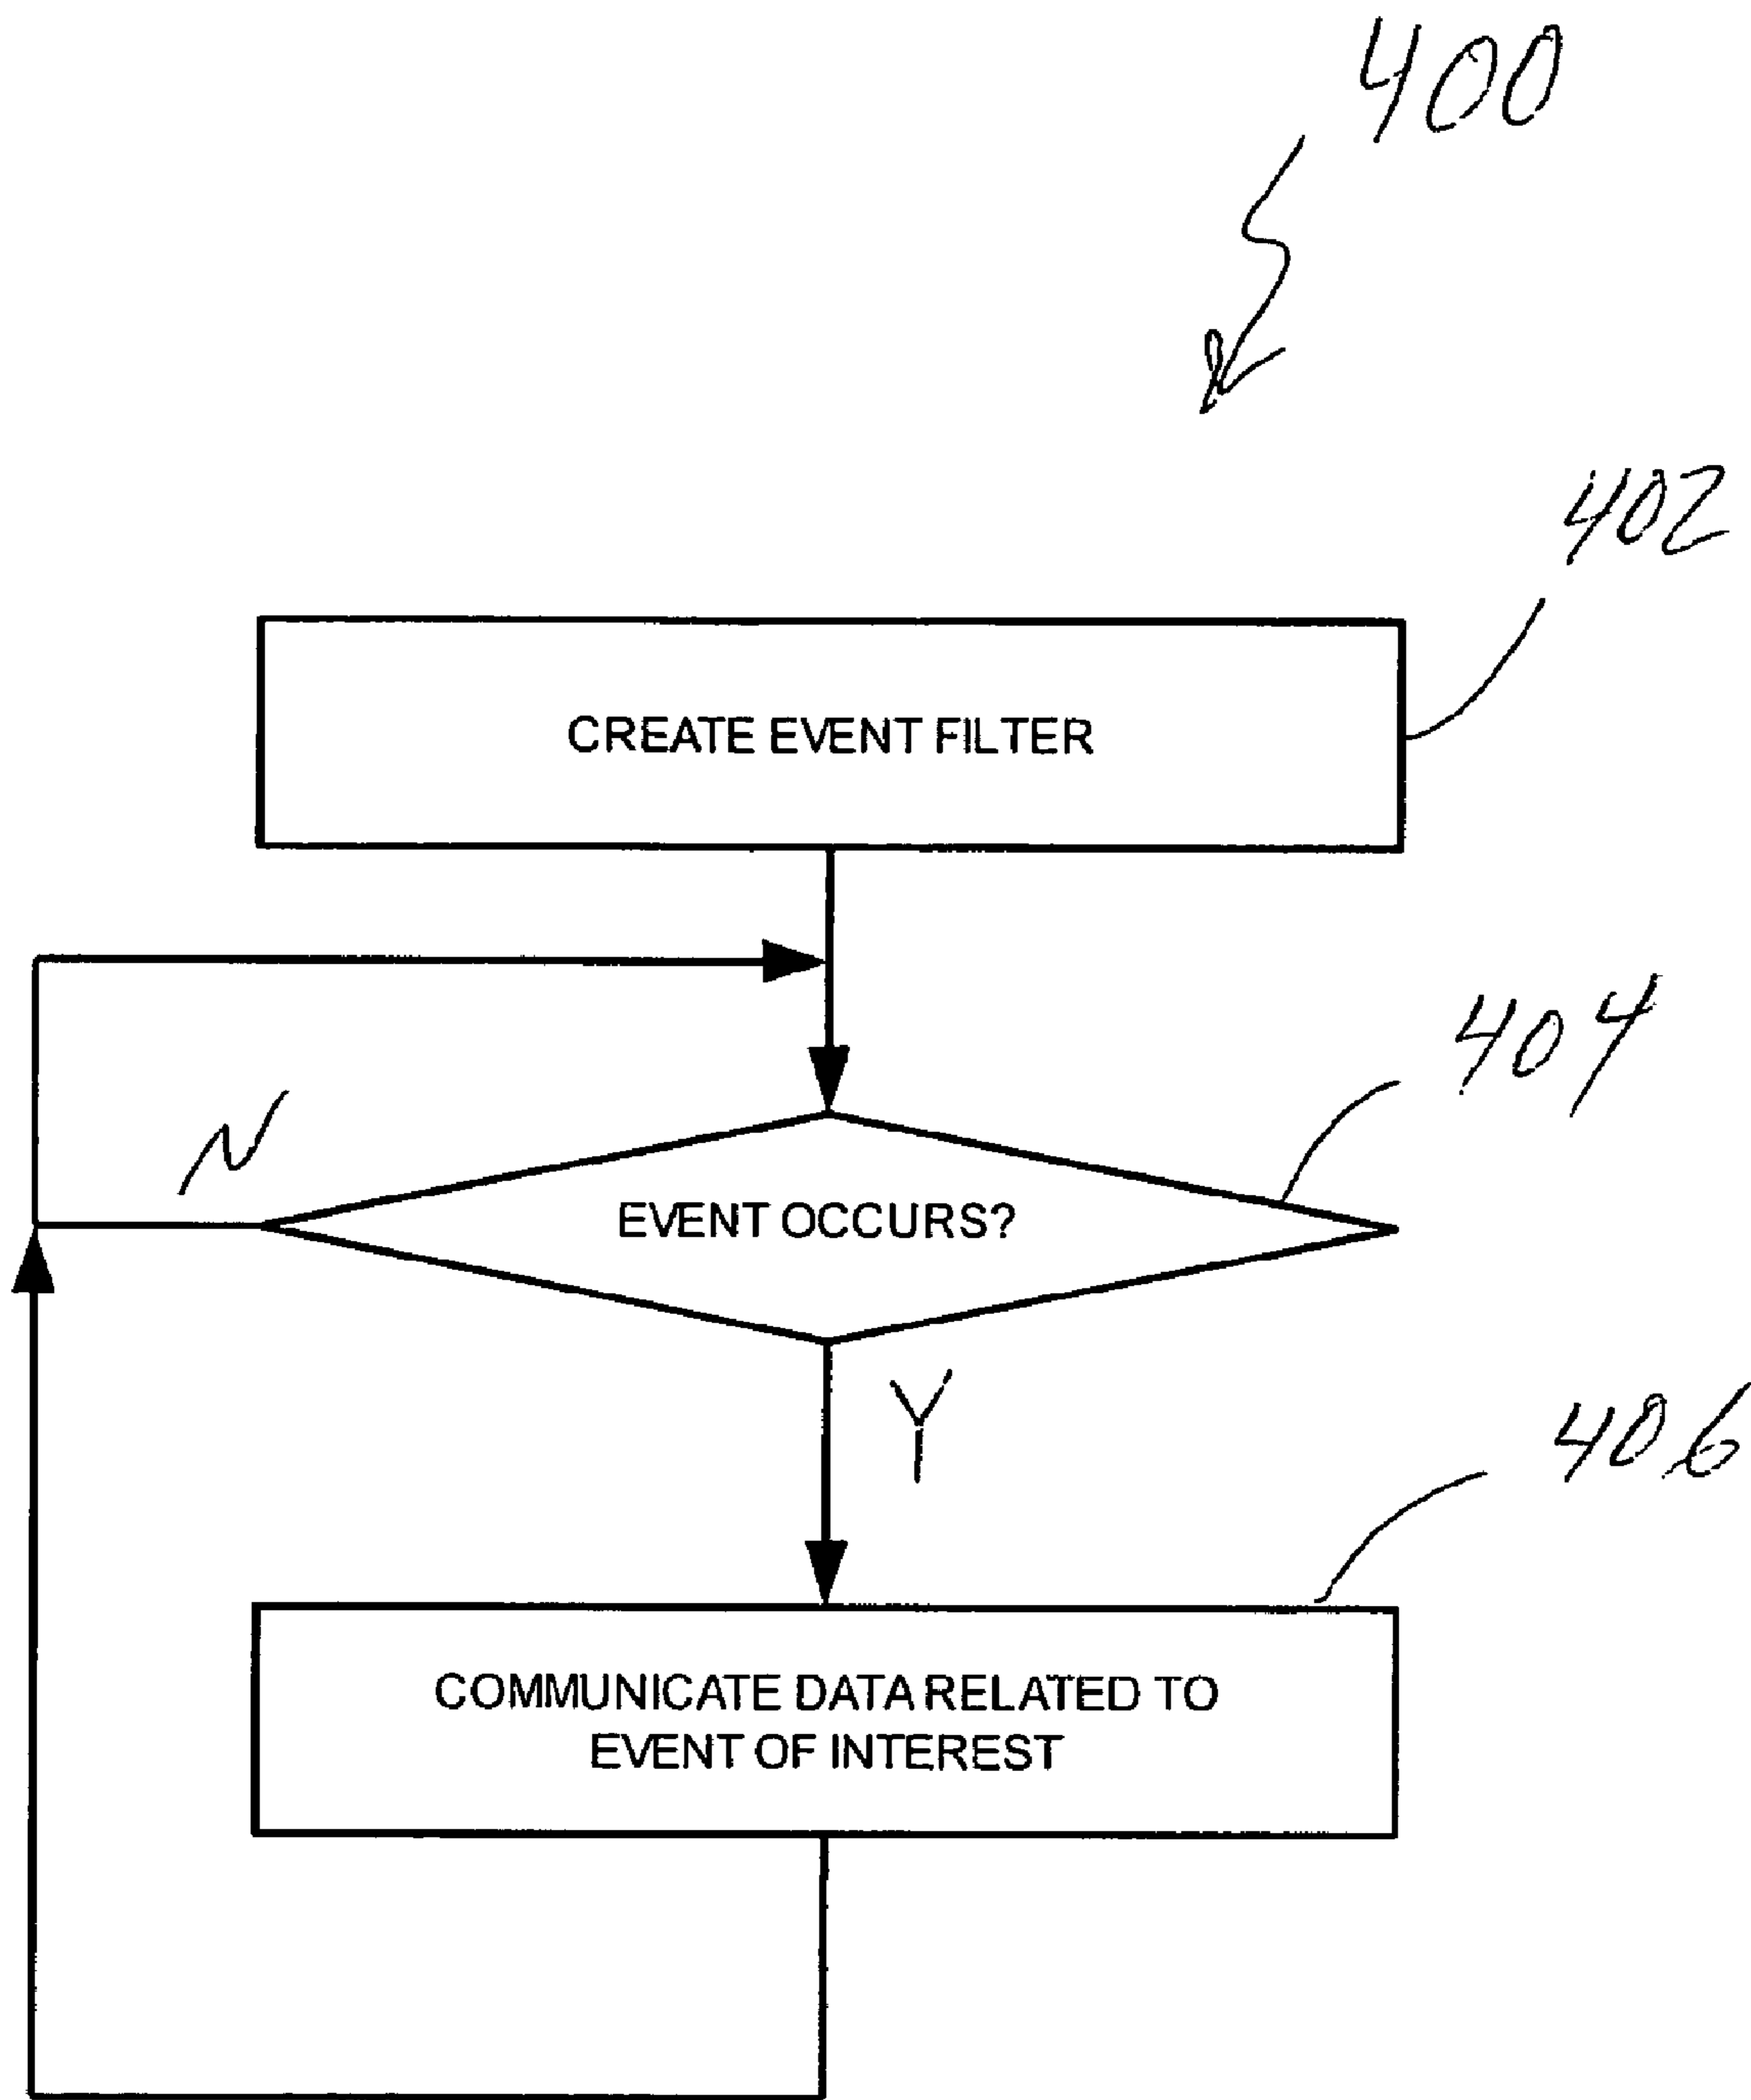 400
402
CREATE EVENT FILTER
404
N
EVENT OCCURS?
Y
406
COMMUNICATE DATA RELATED TO
EVENT OF INTEREST